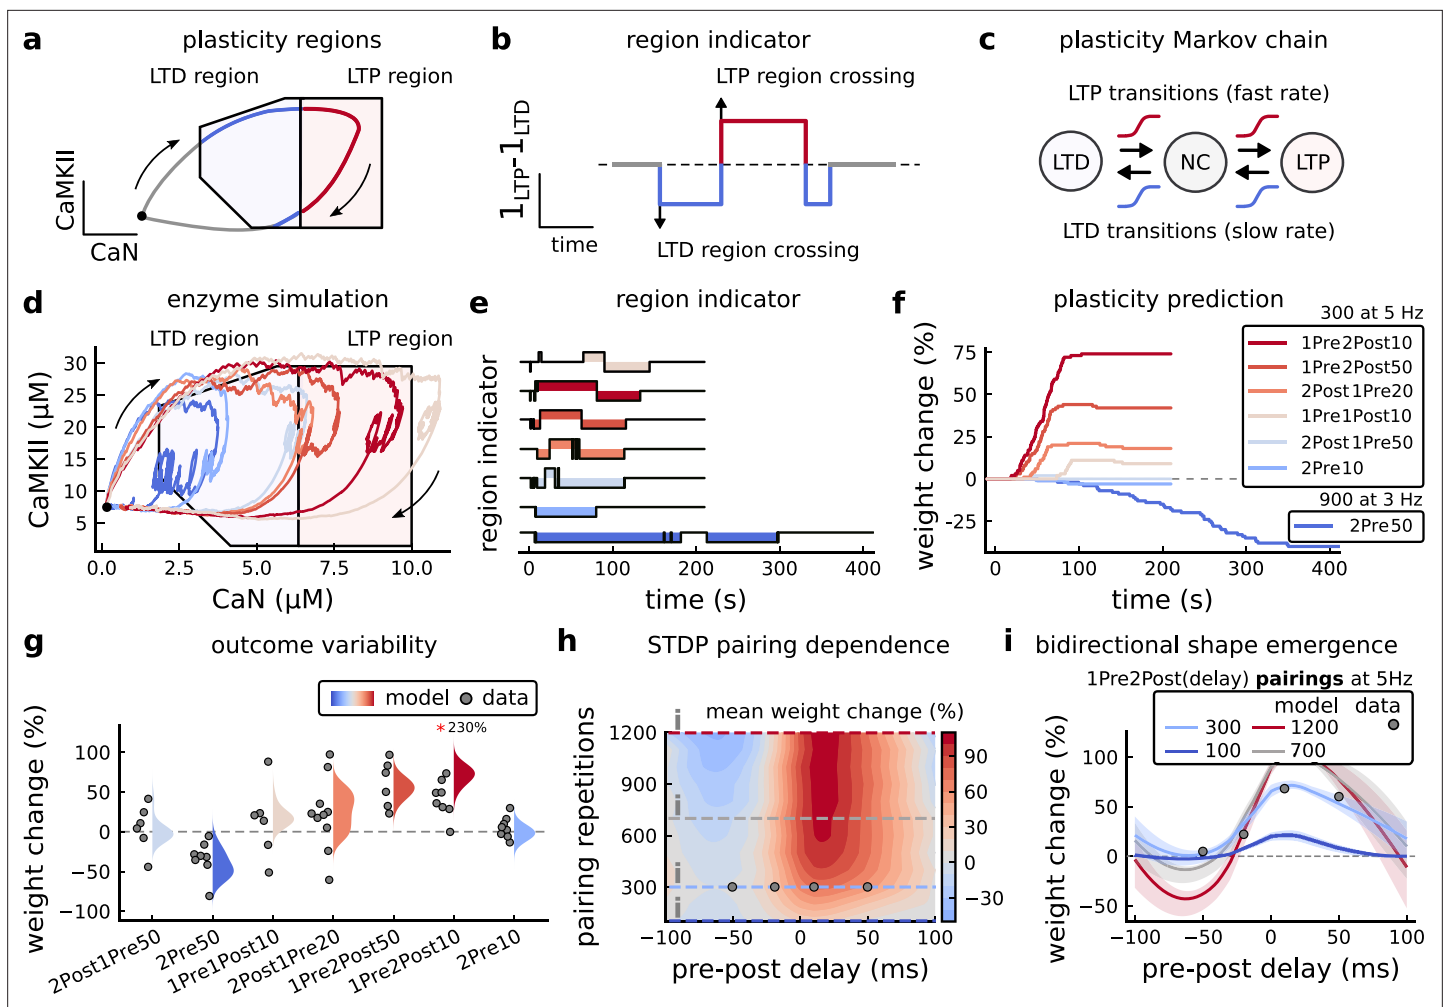 a plasticity regions
LTD region LTP region
CaMKII
CaN
b region indicator
LTP region crossing
1LTP-1LTD
time
LTD region crossing
c plasticity Markov chain
LTP transitions (fast rate)
LTD NC LTP
LTD transitions (slow rate)
d enzyme simulation
LTD region LTP region
CaMKII (μM)
30
25
20
15
10
5
0.0 2.5 5.0 7.5 10.0
CaN (μM)
e region indicator
region indicator
0 100 200 300 400
time (s)
f plasticity prediction
300 at 5 Hz
1Pre2Post10
1Pre2Post50
2Post1Pre20
1Pre1Post10
2Post1Pre50
2Pre10
900 at 3 Hz
2Pre50
weight change (%)
75
50
25
0
-25
0 100 200 300 400
time (s)
g outcome variability
model data
*230%
weight change (%)
100
50
0
−50
−100
2Post1Pre50
2Pre50
1Pre1Post10
2Post1Pre20
1Pre2Post50
1Pre2Post10
2Pre10
h STDP pairing dependence
mean weight change (%)
pairing repetitions
1200
900
600
300
−100 −50 0 50 100
pre-post delay (ms)
90
60
30
0
−30
i bidirectional shape emergence
1Pre2Post(delay) pairings at 5Hz
model data
300 1200
100 700
weight change (%)
100
50
0
−50
−100 −50 0 50 100
pre-post delay (ms)